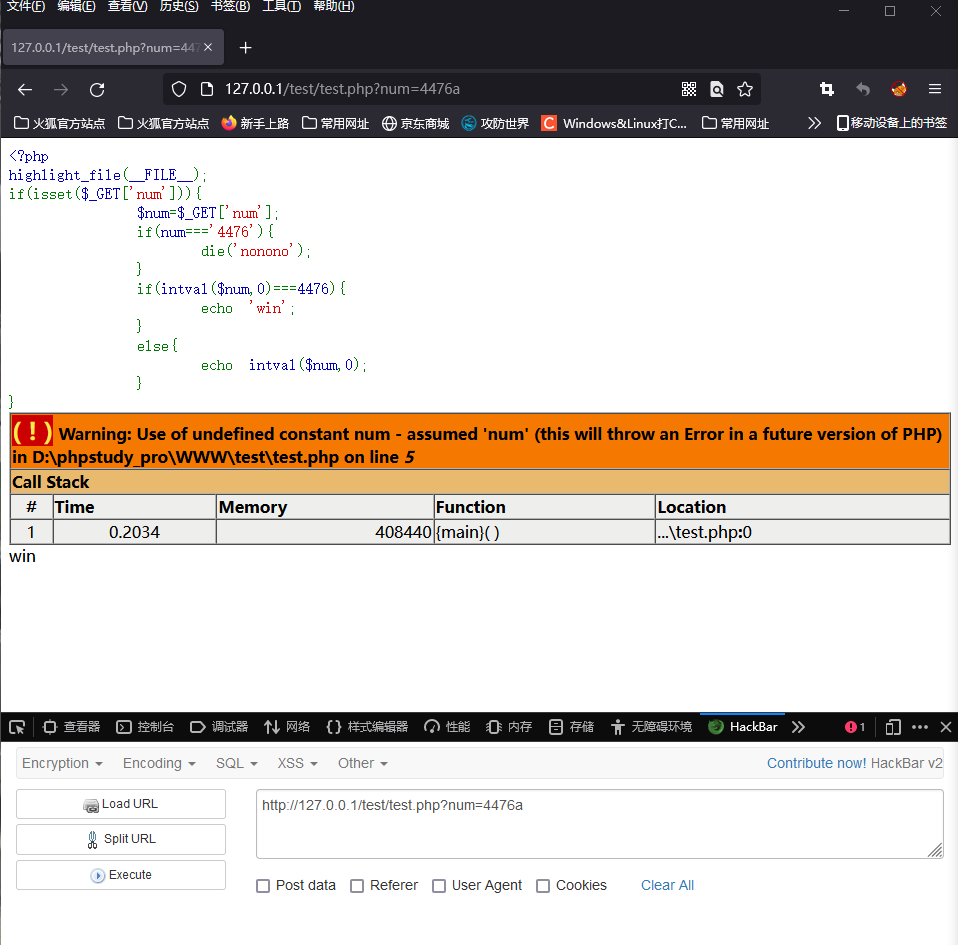 文件(F) 编辑(E) 查看(V) 历史(S) 书签(B) 工具(T) 帮助(H)
127.0.0.1/test/test.php?num=447
127.0.0.1/test/test.php?num=4476a
火狐官方站点 火狐官方站点 新手上路 常用网址 京东商城 攻防世界 C Windows&Linux打C... 常用网址 移动设备上的书签
<?php
highlight_file(__FILE__);
if(isset($_GET['num'])){
$num=$_GET['num'];
if(num==='4476'){
die('nonono');
}
if(intval($num,0)===4476){
echo 'win';
}
else{
echo intval($num,0);
}
}
(!) Warning: Use of undefined constant num - assumed 'num' (this will throw an Error in a future version of PHP)
in D:\phpstudy_pro\WWW\test\test.php on line 5
Call Stack
# Time Memory Function Location
1 0.2034 408440 {main}( ) ...\test.php:0
win
查看器 控制台 调试器 网络 样式编辑器 性能 内存 存储 无障碍环境 HackBar 1
Encryption Encoding SQL XSS Other Contribute now! HackBar v2
Load URL http://127.0.0.1/test/test.php?num=4476a
Split URL
Execute
Post data Referer User Agent Cookies Clear All